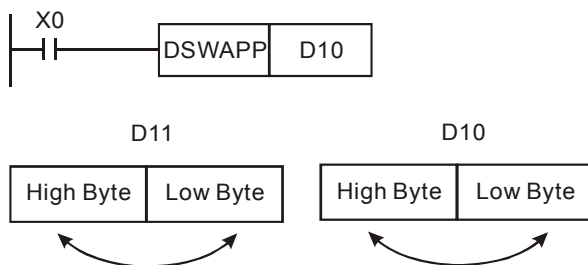 X0
DSWAPP D10
D11 D10
High Byte Low Byte High Byte Low Byte